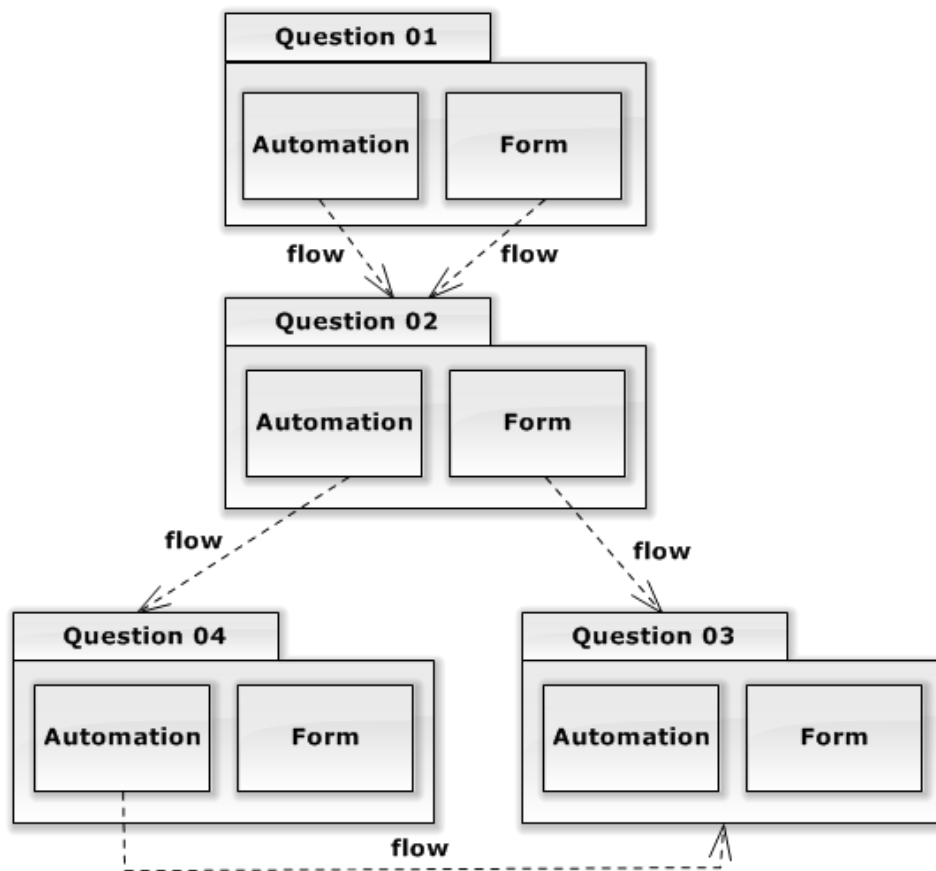 Question 01
Automation Form
flow flow
Question 02
Automation Form
flow flow
Question 04 Question 03
Automation Form Automation Form
flow